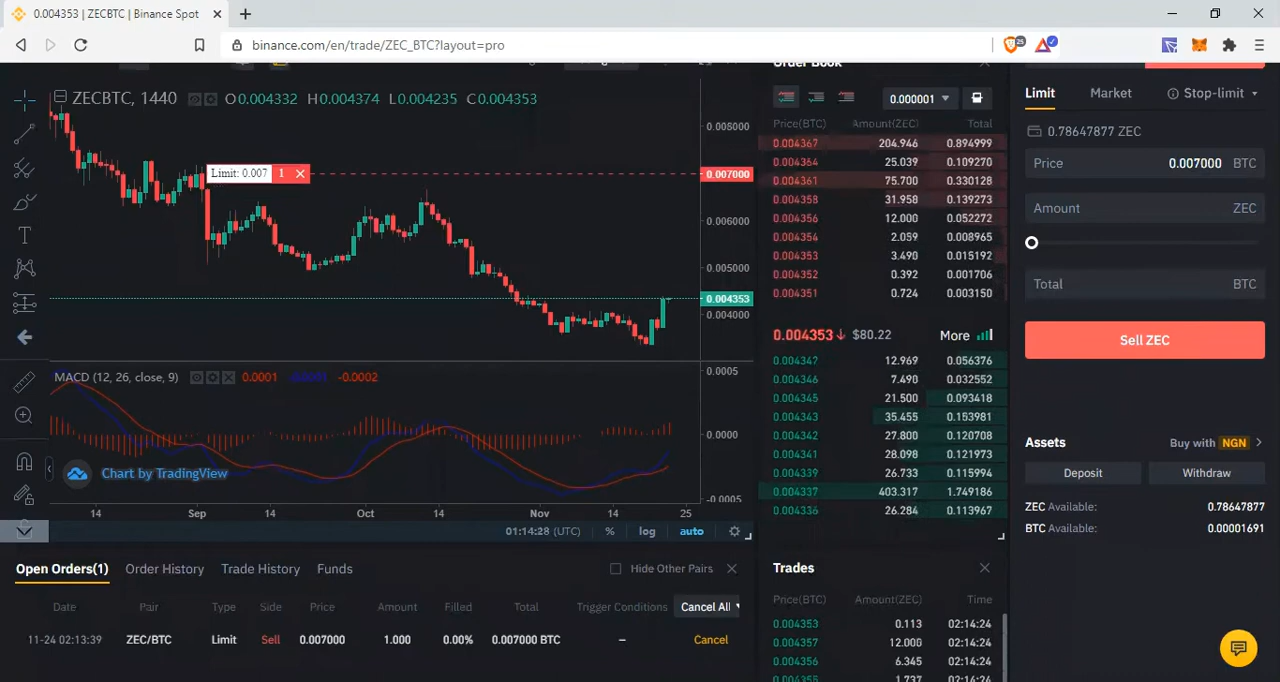 0.004353 | ZECBTC | Binance Spot
binance.com/en/trade/ZEC_BTC?layout=pro
25
ZECBTC, 1440 O0.004332 H0.004374 L0.004235 C0.004353
Limit: 0.007 1
0.008000
0.007000
0.006000
0.005000
0.004353
0.004000
MACD (12, 26, close, 9) 0.0001 -0.0001 -0.0002
0.0005
0.0000
-0.0005
Chart by TradingView
14 Sep 14 Oct 14 Nov 14 25
01:14:28 (UTC) % log auto
Order Book
0.000001
Price(BTC) Amount(ZEC) Total
0.004367 204.946 0.894999
0.004364 25.039 0.109270
0.004361 75.700 0.330128
0.004358 31.958 0.139273
0.004356 12.000 0.052272
0.004354 2.059 0.008965
0.004353 3.490 0.015192
0.004352 0.392 0.001706
0.004351 0.724 0.003150
0.004353↓ $80.22 More
0.004347 12.969 0.056376
0.004346 7.490 0.032552
0.004345 21.500 0.093418
0.004343 35.455 0.153981
0.004342 27.800 0.120708
0.004341 28.098 0.121973
0.004339 26.733 0.115994
0.004337 403.317 1.749186
0.004336 26.284 0.113967
Limit Market Stop-limit
0.78647877 ZEC
Price 0.007000 BTC
Amount ZEC
Total BTC
Sell ZEC
Assets Buy with NGN
Deposit Withdraw
ZEC Available: 0.78647877
BTC Available: 0.00001691
Open Orders(1) Order History Trade History Funds Hide Other Pairs
Date Pair Type Side Price Amount Filled Total Trigger Conditions Cancel All
11-24 02:13:39 ZEC/BTC Limit Sell 0.007000 1.000 0.00% 0.007000 BTC – Cancel
Trades
Price(BTC) Amount(ZEC) Time
0.004353 0.113 02:14:24
0.004357 12.000 02:14:24
0.004356 6.345 02:14:24
0.004355 1.737 02:14:24